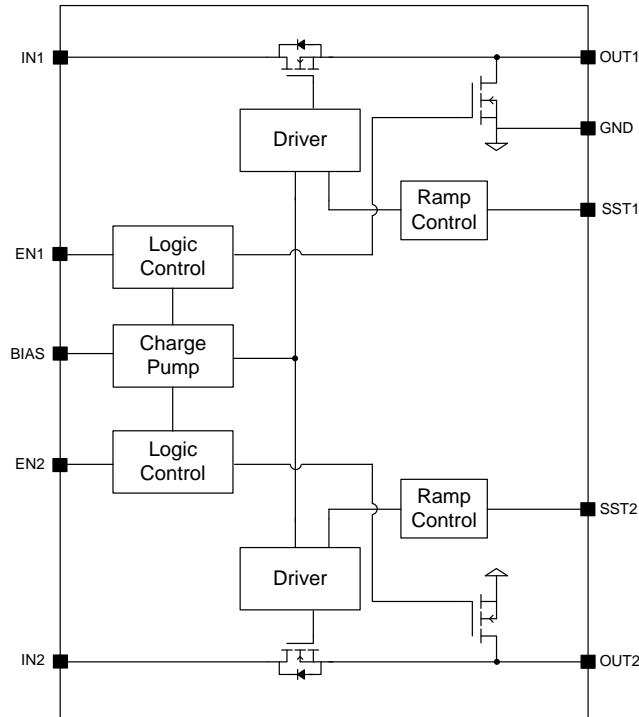 IN1
OUT1
GND
Driver
Ramp
Control
SST1
EN1
Logic
Control
BIAS
Charge
Pump
EN2
Logic
Control
Ramp
Control
SST2
Driver
IN2
OUT2